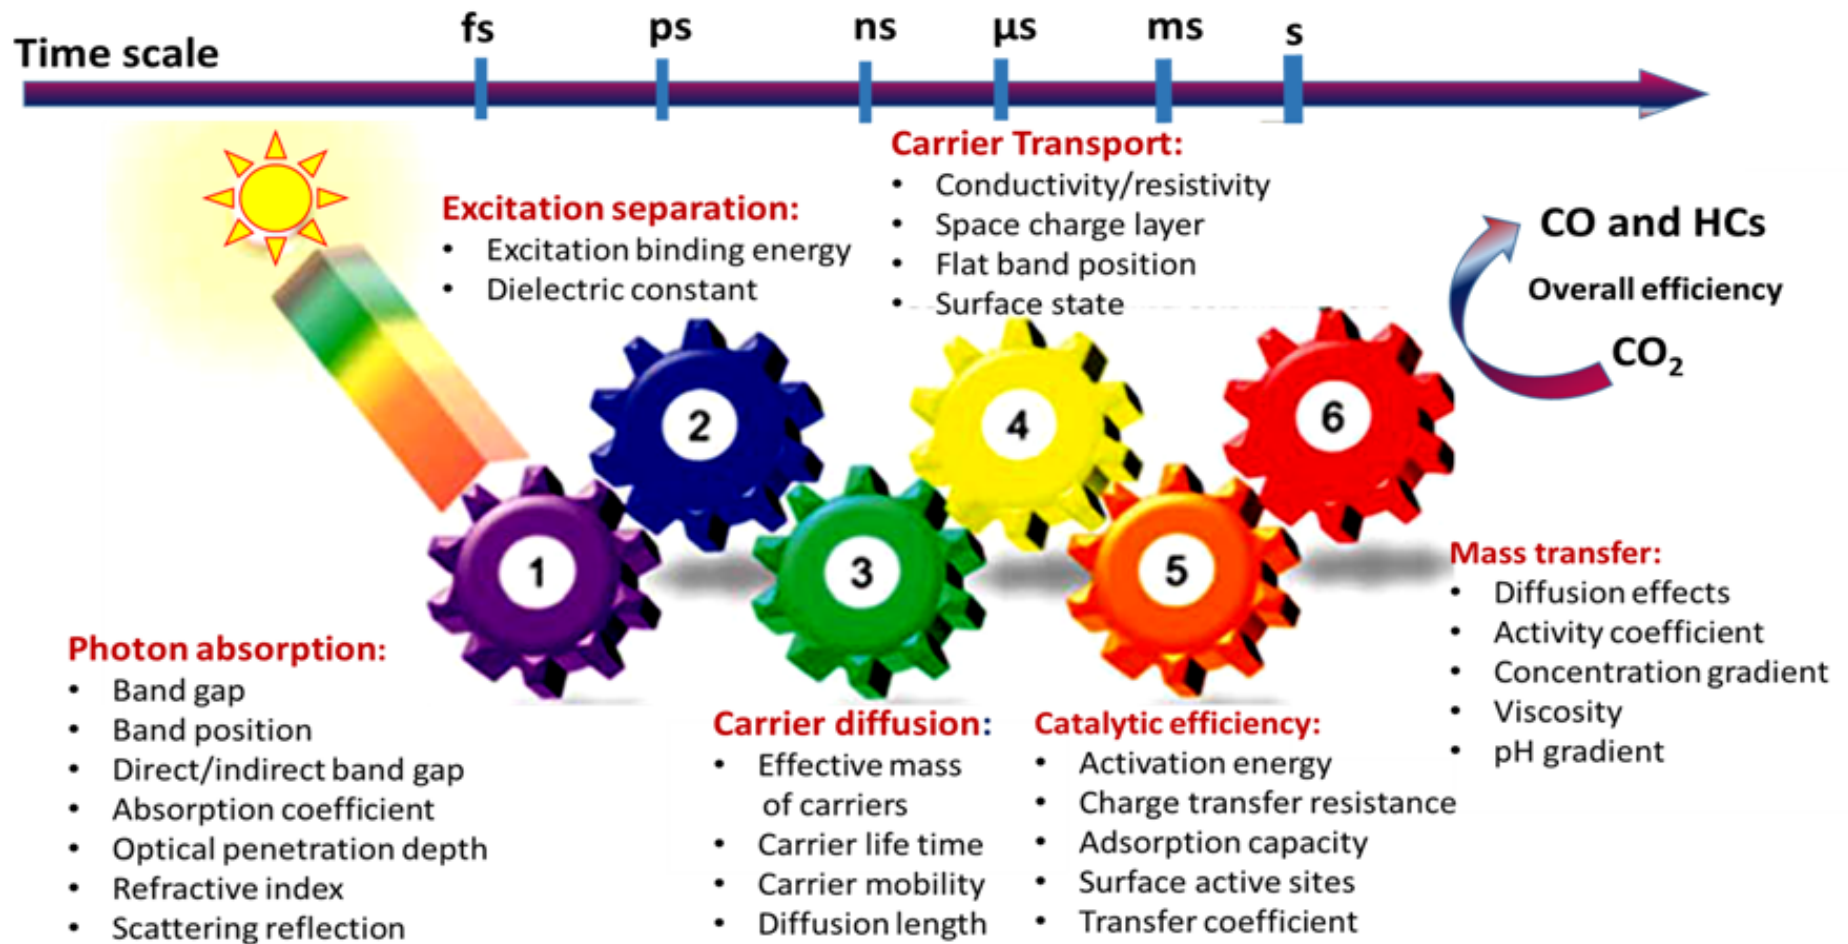 Time scale
fs
ps
ns
μs
ms
s
Excitation separation:
• Excitation binding energy
• Dielectric constant
Carrier Transport:
• Conductivity/resistivity
• Space charge layer
• Flat band position
• Surface state
CO and HCs
Overall efficiency
CO₂
1
2
3
4
5
6
Photon absorption:
• Band gap
• Band position
• Direct/indirect band gap
• Absorption coefficient
• Optical penetration depth
• Refractive index
• Scattering reflection
Carrier diffusion:
• Effective mass
of carriers
• Carrier life time
• Carrier mobility
• Diffusion length
Catalytic efficiency:
• Activation energy
• Charge transfer resistance
• Adsorption capacity
• Surface active sites
• Transfer coefficient
Mass transfer:
• Diffusion effects
• Activity coefficient
• Concentration gradient
• Viscosity
• pH gradient